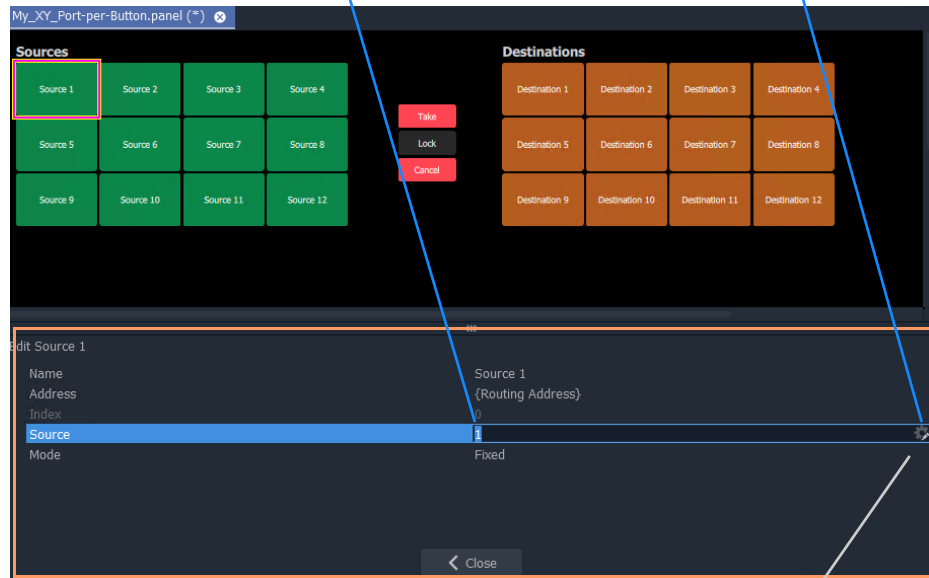 My_XY_Port-per-Button.panel (*)
Sources
Destinations
Source 1 Source 2 Source 3 Source 4
Destination 1 Destination 2 Destination 3 Destination 4
Take
Source 5 Source 6 Source 7 Source 8
Lock
Destination 5 Destination 6 Destination 7 Destination 8
Cancel
Source 9 Source 10 Source 11 Source 12
Destination 9 Destination 10 Destination 11 Destination 12
Edit Source 1
Name Source 1
Address {Routing Address}
Index 0
Source 1
Mode Fixed
Close